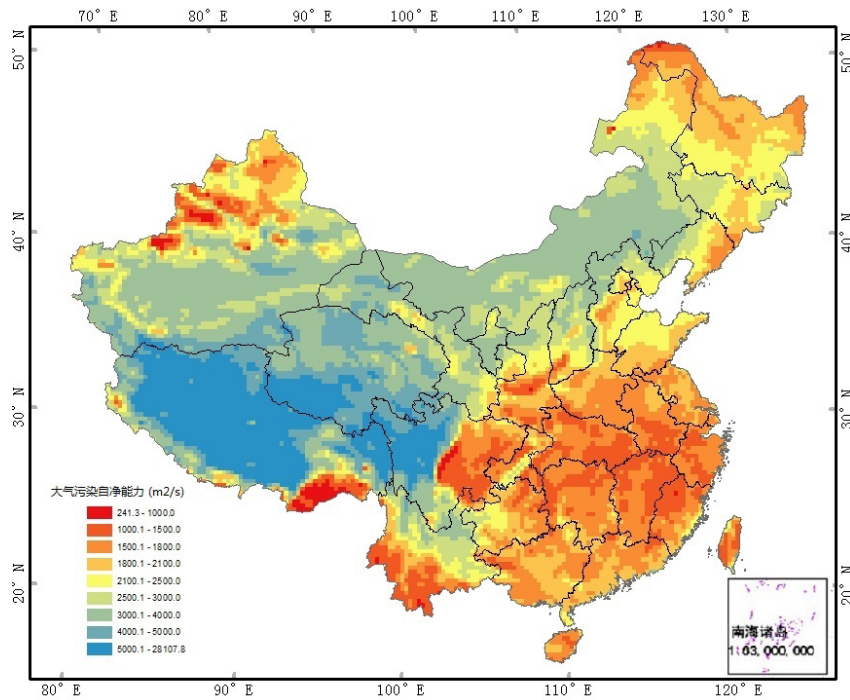 70° E 80° E 90° E 100° E 110° E 120° E 130° E
50° N
40° N
30° N
20° N
50° N
40° N
30° N
20° N
大气污染自净能力 (m2/s)
241.3 - 1000.0
1000.1 - 1500.0
1500.1 - 1800.0
1800.1 - 2100.0
2100.1 - 2500.0
2500.1 - 3000.0
3000.1 - 4000.0
4000.1 - 5000.0
5000.1 - 28107.8
南海诸岛
1:63,000,000
80° E 90° E 100° E 110° E 120° E